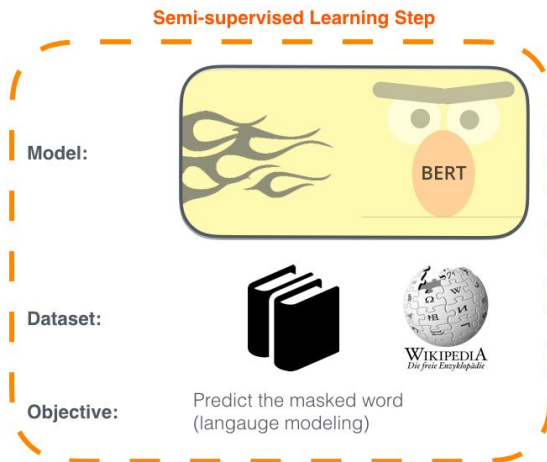 Semi-supervised Learning Step
Model:
BERT
Dataset:
WIKIPEDIA
Die freie Enzyklopädie
Objective:
Predict the masked word
(langauge modeling)